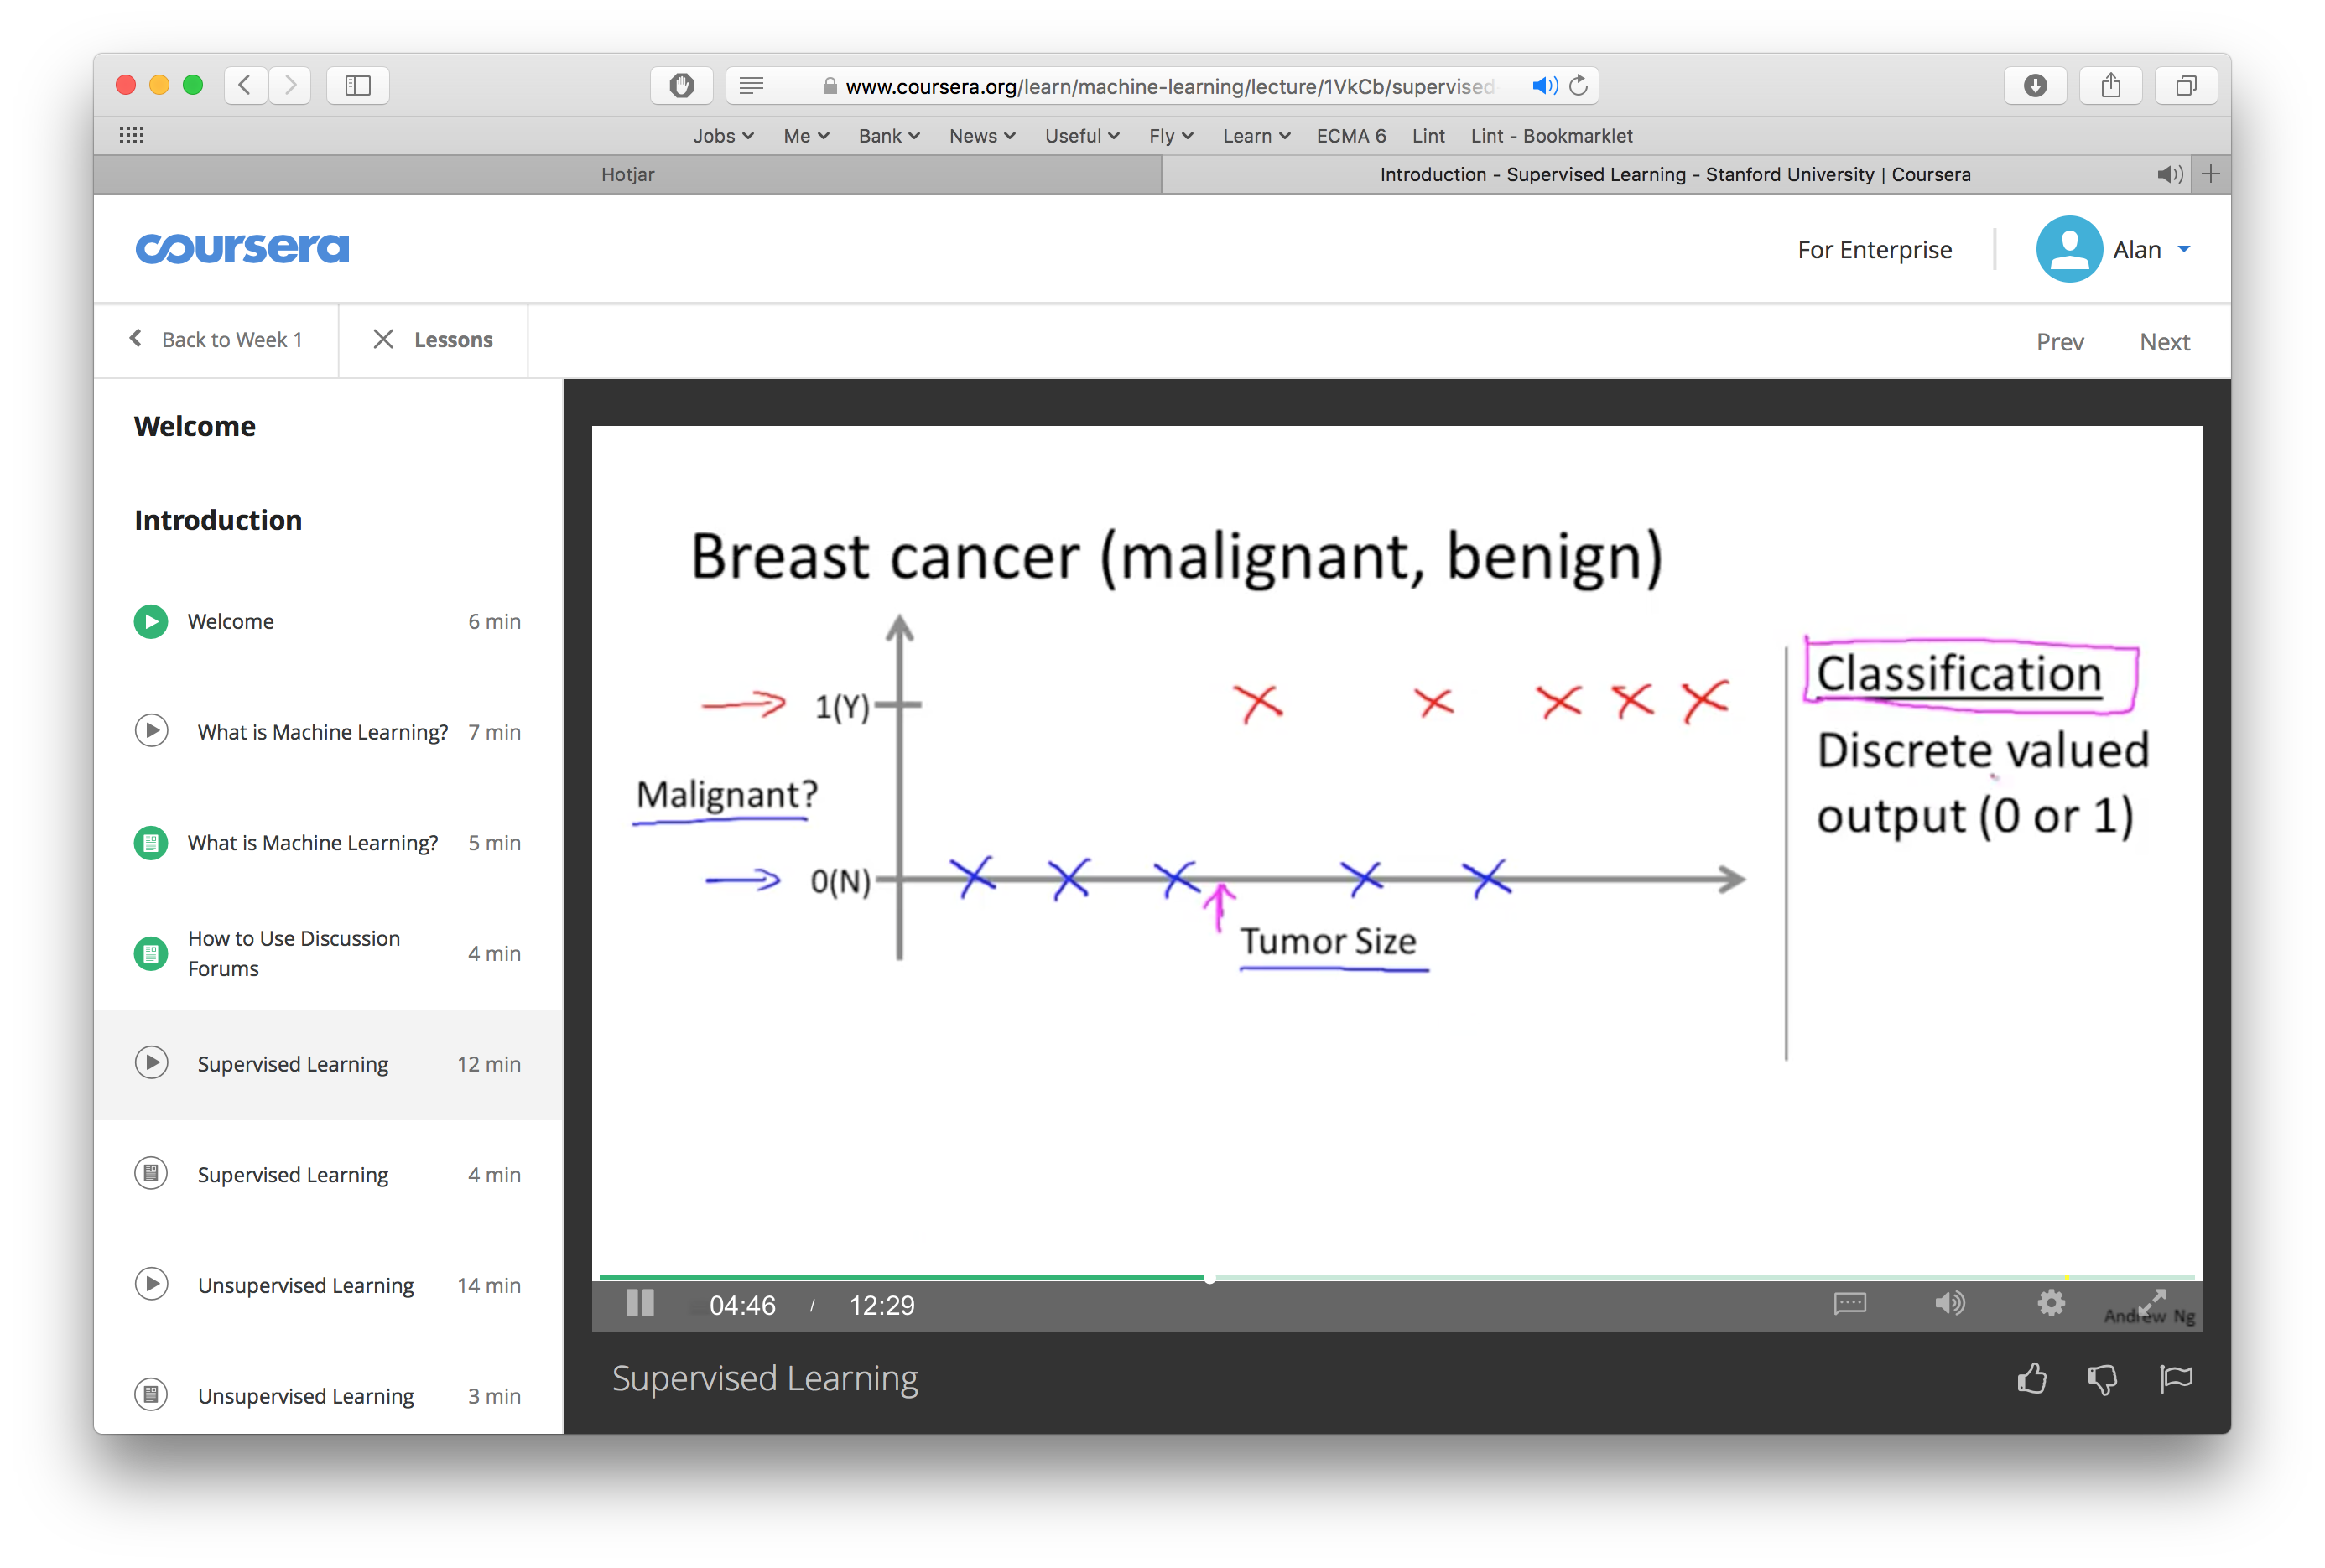 www.coursera.org/learn/machine-learning/lecture/1VkCb/supervised
Jobs Me Bank News Useful Fly Learn ECMA 6 Lint Lint - Bookmarklet
Hotjar
Introduction - Supervised Learning - Stanford University | Coursera
coursera
For Enterprise
Alan
Back to Week 1
Lessons
Prev
Next
Welcome
Introduction
Welcome 6 min
What is Machine Learning? 7 min
What is Machine Learning? 5 min
How to Use Discussion
Forums
4 min
Supervised Learning 12 min
Supervised Learning 4 min
Unsupervised Learning 14 min
Unsupervised Learning 3 min
Breast cancer (malignant, benign)
1(Y)
Malignant?
0(N)
Tumor Size
Classification
Discrete valued
output (0 or 1)
04:46 / 12:29
Andrew Ng
Supervised Learning